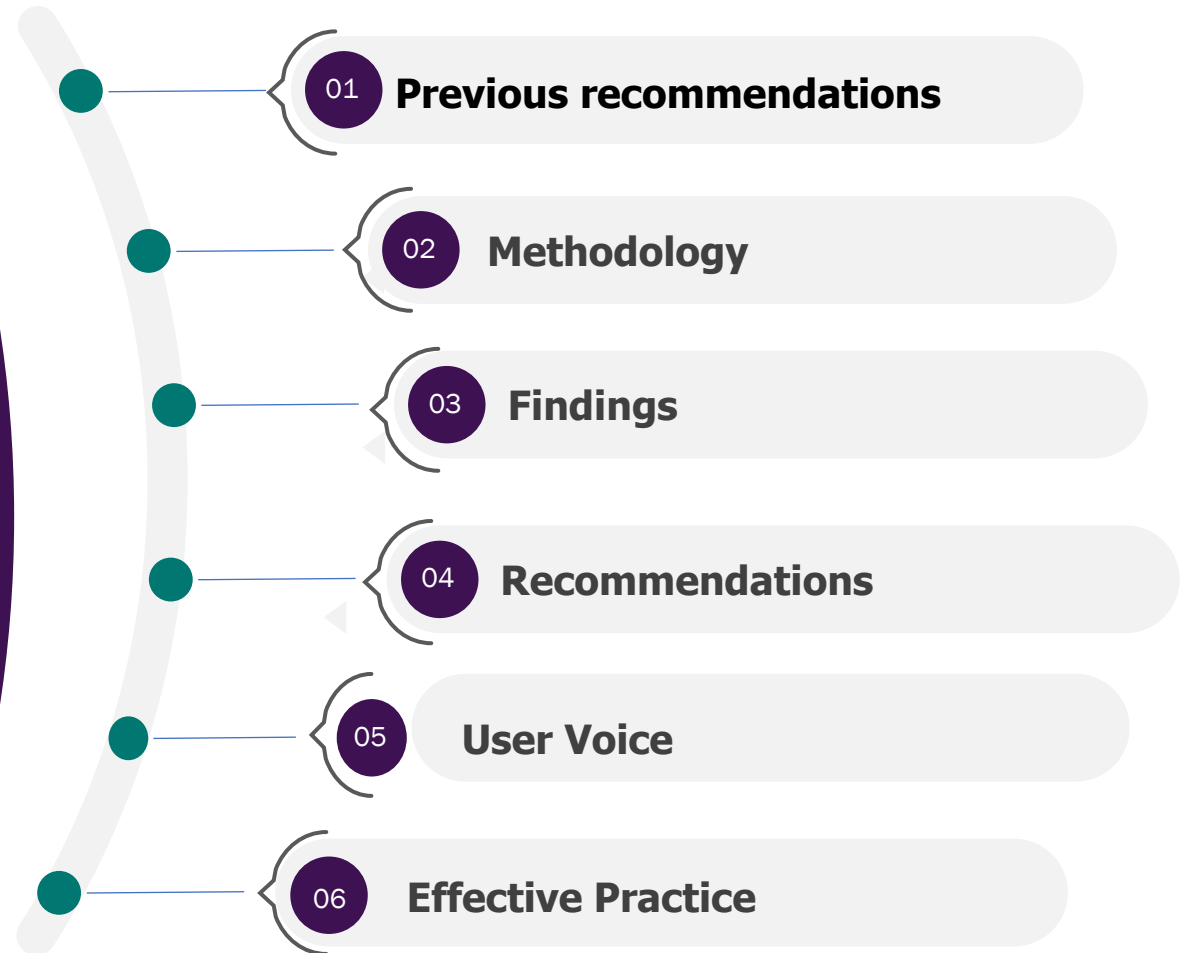 01 Previous recommendations
02 Methodology
03 Findings
04 Recommendations
05 User Voice
06 Effective Practice